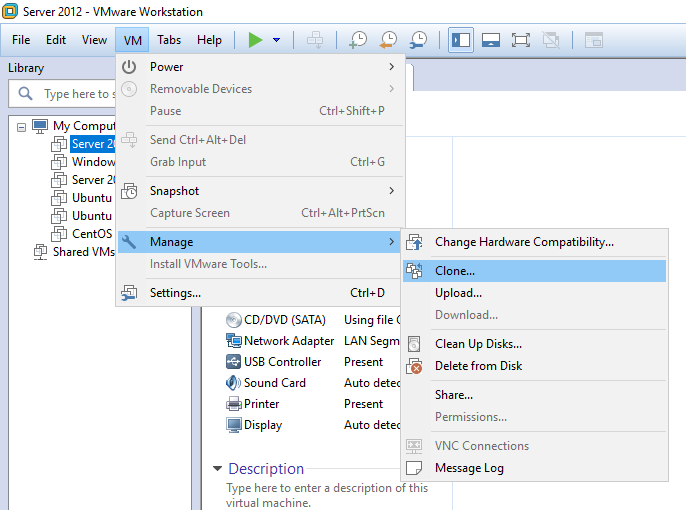 Server 2012 - VMware Workstation
File Edit View VM Tabs Help
Library
Type here to s
My Comput
Server 20
Window
Server 20
Ubuntu
Ubuntu
CentOS
Shared VMs
Power
Removable Devices
Pause Ctrl+Shift+P
Send Ctrl+Alt+Del
Grab Input Ctrl+G
Snapshot
Capture Screen Ctrl+Alt+PrtScn
Manage
Install VMware Tools...
Settings... Ctrl+D
Change Hardware Compatibility...
Clone...
Upload...
Download...
Clean Up Disks...
Delete from Disk
Share...
Permissions...
VNC Connections
Message Log
CD/DVD (SATA) Using file
Network Adapter LAN Segm
USB Controller Present
Sound Card Auto detec
Printer Present
Display Auto detec
Description
Type here to enter a description of this
virtual machine.